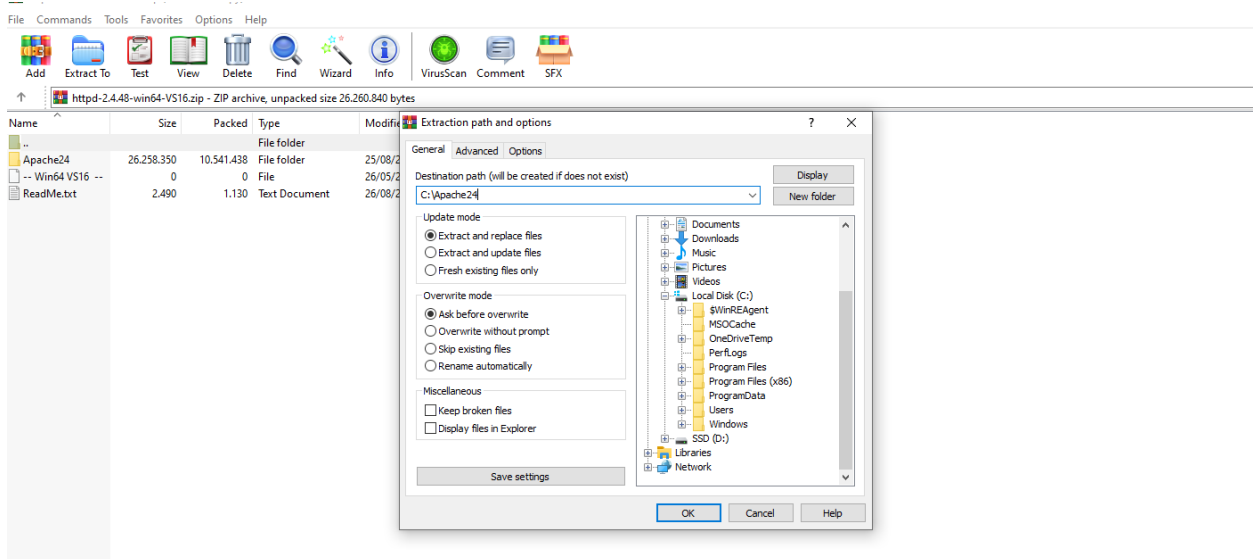 File Commands Tools Favorites Options Help
Add Extract To Test View Delete Find Wizard Info VirusScan Comment SFX
httpd-2.4.48-win64-VS16.zip - ZIP archive, unpacked size 26.260.840 bytes
Name Size Packed Type Modifie
..
File folder
Apache24 26.258.350 10.541.438 File folder 25/08/2
-- Win64 VS16 -- 0 0 File 26/05/2
ReadMe.txt 2.490 1.130 Text Document 26/08/2
Extraction path and options ? X
General Advanced Options
Destination path (will be created if does not exist)
Display
C:\Apache24
New folder
Update mode
Extract and replace files
Extract and update files
Fresh existing files only
Overwrite mode
Ask before overwrite
Overwrite without prompt
Skip existing files
Rename automatically
Miscellaneous
Keep broken files
Display files in Explorer
Save settings
Documents
Downloads
Music
Pictures
Videos
Local Disk (C:)
$WinREAgent
MSOCache
OneDriveTemp
PerfLogs
Program Files
Program Files (x86)
ProgramData
Users
Windows
SSD (D:)
Libraries
Network
OK Cancel Help